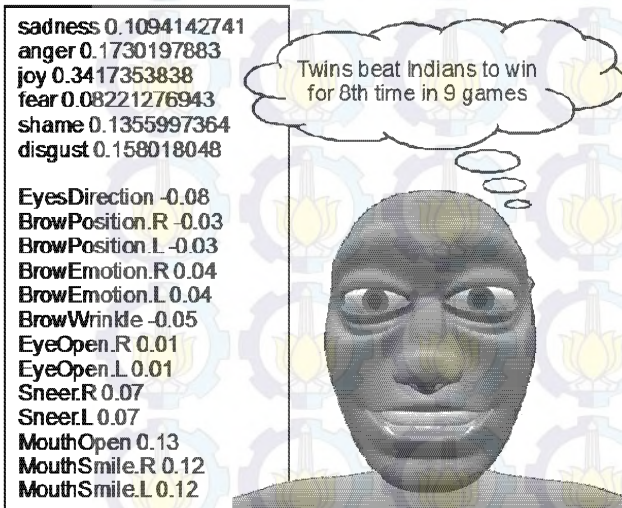 sadness 0.1094142741
anger 0.1730197883
joy 0.3417353838
fear 0.08221276943
shame 0.1355997364
disgust 0.158018048
EyesDirection -0.08
BrowPosition.R -0.03
BrowPosition.L -0.03
BrowEmotion.R 0.04
BrowEmotion.L 0.04
BrowWrinkle -0.05
EyeOpen.R 0.01
EyeOpen.L 0.01
Sneer.R 0.07
Sneer.L 0.07
MouthOpen 0.13
MouthSmile.R 0.12
MouthSmile.L 0.12
Twins beat Indians to win
for 8th time in 9 games